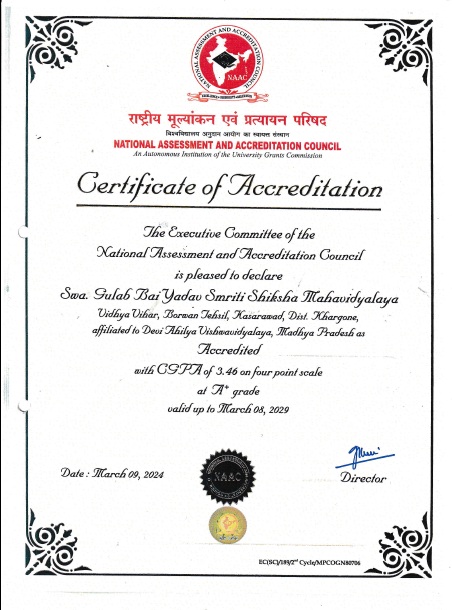 NATIONAL ASSESSMENT AND ACCREDITATION COUNCIL
NAAC
राष्ट्रीय मूल्यांकन एवं प्रत्यायन परिषद
विश्वविद्यालय अनुदान आयोग का स्वायत्त संस्थान
NATIONAL ASSESSMENT AND ACCREDITATION COUNCIL
An Autonomous Institution of the University Grants Commission
Certificate of Accreditation
The Executive Committee of the
National Assessment and Accreditation Council
is pleased to declare
Swa. Gulab Bai Yadav Smriti Shiksha Mahavidyalaya
Vidhya Vihar, Borwan Tehsil, Kasarawad, Dist. Khargone,
affiliated to Devi Ahilya Vishwavidyalaya, Madhya Pradesh as
Accredited
with CGPA of 3.46 on four point scale
at A+ grade
valid up to March 08, 2029
Date : March 09, 2024
NAAC
Director
EC(SC)/189/2nd Cycle/MPCOGN80706